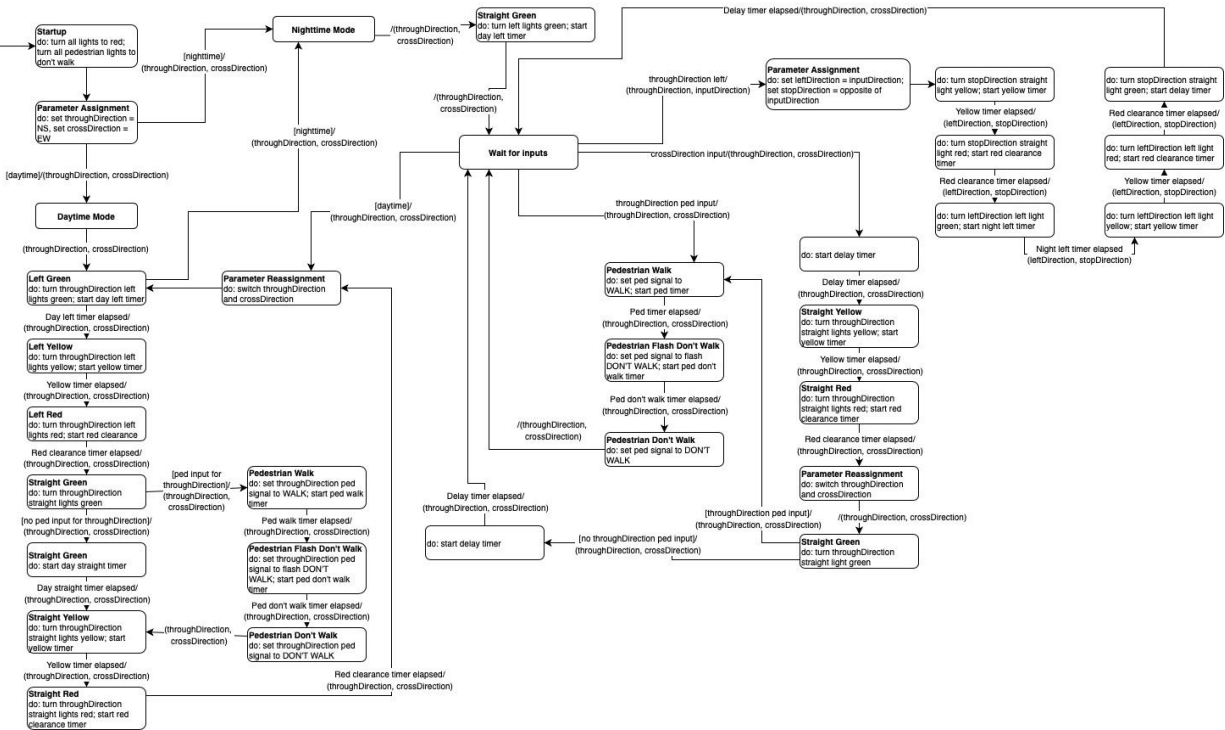 Startup
do: turn all lights to red;
turn all pedestrian lights to
don't walk
[nighttime]/
(throughDirection, crossDirection)
Parameter Assignment
do: set throughDirection =
NS, set crossDirection =
EW
[daytime]/(throughDirection, crossDirection)
Daytime Mode
(throughDirection, crossDirection)
Nighttime Mode
/(throughDirection,
crossDirection)
Straight Green
do: turn left lights green; start
day left timer
/(throughDirection,
crossDirection)
[nighttime]/
(throughDirection, crossDirection)
Left Green
do: turn throughDirection left
lights green; start day left timer
Day left timer elapsed/
(throughDirection, crossDirection)
Left Yellow
do: turn throughDirection left
lights yellow; start yellow timer
Yellow timer elapsed/
(throughDirection, crossDirection)
Left Red
do: turn throughDirection left
lights red; start red clearance
Red clearance timer elapsed/
(throughDirection, crossDirection)
Straight Green
do: turn throughDirection
straight lights green
[no ped input for throughDirection]/
(throughDirection, crossDirection)
Straight Green
do: start day straight timer
Day straight timer elapsed/
(throughDirection, crossDirection)
Straight Yellow
do: turn throughDirection
straight lights yellow; start
yellow timer
Yellow timer elapsed/
(throughDirection, crossDirection)
Straight Red
do: turn throughDirection
straight lights red; start red
clearance timer
Red clearance timer elapsed/
(throughDirection, crossDirection)
Parameter Reassignment
do: switch throughDirection
and crossDirection
[daytime]/
(throughDirection, crossDirection)
[ped input for
throughDirection]/
(throughDirection,
crossDirection)
Pedestrian Walk
do: set throughDirection ped
signal to WALK; start ped walk
timer
Ped walk timer elapsed/
(throughDirection, crossDirection)
Pedestrian Flash Don't Walk
do: set throughDirection ped
signal to flash DON'T
WALK; start ped don't walk
timer
Ped don't walk timer elapsed/
(throughDirection, crossDirection)
Pedestrian Don't Walk
do: set throughDirection ped
signal to DON'T WALK
(throughDirection,
crossDirection)
Wait for inputs
throughDirection left/
(throughDirection, inputDirection)
crossDirection input/(throughDirection, crossDirection)
throughDirection ped input/
(throughDirection, crossDirection)
Pedestrian Walk
do: set ped signal to
WALK; start ped timer
Ped timer elapsed/
(throughDirection, crossDirection)
Pedestrian Flash Don't Walk
do: set ped signal to flash
DON'T WALK; start ped don't
walk timer
Ped don't walk timer elapsed/
(throughDirection, crossDirection)
Pedestrian Don't Walk
do: set ped signal to DON'T
WALK
/(throughDirection,
crossDirection)
Delay timer elapsed/
(throughDirection, crossDirection)
do: start delay timer
[no throughDirection ped input]/
(throughDirection, crossDirection)
[throughDirection ped input]/
(throughDirection, crossDirection)
do: start delay timer
Delay timer elapsed/
(throughDirection, crossDirection)
Straight Yellow
do: turn throughDirection
straight lights yellow; start
yellow timer
Yellow timer elapsed/
(throughDirection, crossDirection)
Straight Red
do: turn throughDirection
straight lights red; start red
clearance timer
Red clearance timer elapsed/
(throughDirection, crossDirection)
Parameter Reassignment
do: switch throughDirection
and crossDirection
/(throughDirection, crossDirection)
Straight Green
do: turn throughDirection
straight light green
Delay timer elapsed/(throughDirection, crossDirection)
Parameter Assignment
do: set leftDirection = inputDirection;
set stopDirection = opposite of
inputDirection
do: turn stopDirection straight
light yellow; start yellow timer
Yellow timer elapsed/
(leftDirection, stopDirection)
do: turn stopDirection straight
light red; start red clearance
timer
Red clearance timer elapsed/
(leftDirection, stopDirection)
do: turn leftDirection left light
green; start night left timer
Night left timer elapsed
(leftDirection, stopDirection)
do: turn stopDirection straight
light green; start delay timer
Red clearance timer elapsed/
(leftDirection, stopDirection)
do: turn leftDirection left light
red; start red clearance timer
Yellow timer elapsed/
(leftDirection, stopDirection)
do: turn leftDirection left light
yellow; start yellow timer